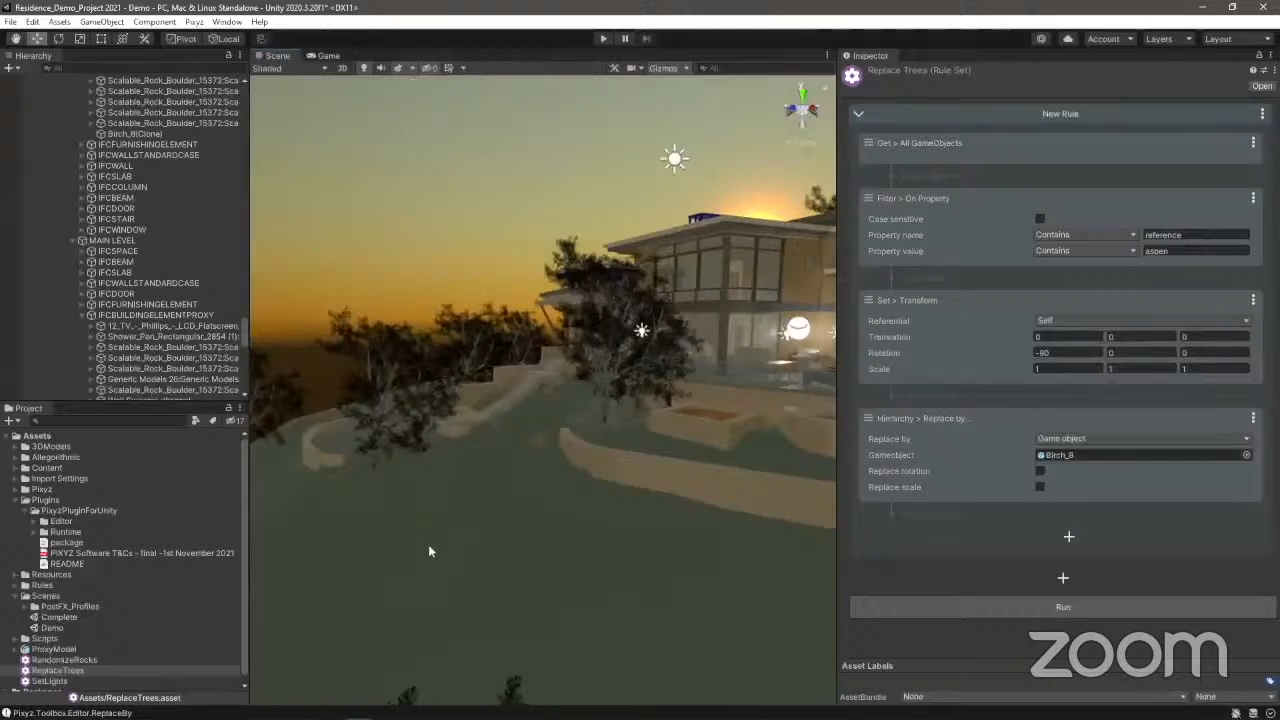 Residence_Demo_Project 2021 - Demo - PC, Mac & Linux Standalone - Unity 2020.3.20f1* <DX11>
File Edit Assets GameObject Component Pixyz Window Help
Pivot Local Account Layers Layout
Hierarchy
All
Scalable_Rock_Boulder_15372:Sca
Scalable_Rock_Boulder_15372:Sca
Scalable_Rock_Boulder_15372:Sca
Scalable_Rock_Boulder_15372:Sca
Scalable_Rock_Boulder_15372:Sca
Birch_8(Clone)
IFCFURNISHINGELEMENT
IFCWALLSTANDARDCASE
IFCWALL
IFCSLAB
IFCCOLUMN
IFCBEAM
IFCDOOR
IFCSTAIR
IFCWINDOW
MAIN LEVEL
IFCSPACE
IFCBEAM
IFCSLAB
IFCWALLSTANDARDCASE
IFCDOOR
IFCFURNISHINGELEMENT
IFCBUILDINGELEMENTPROXY
12_TV_-_Phillips_-_LCD_Flatscreen,
Shower_Pan_Rectangular_2854 (1):
Scalable_Rock_Boulder_15372:Sca
Scalable_Rock_Boulder_15372:Sca
Generic Models 26:Generic Models
Scalable_Rock_Boulder_15372:Sca
Project
17
Assets
3DModels
Allegorithmic
Content
Import Settings
Pixyz
Plugins
PixyzPluginForUnity
Editor
Runtime
package
PIXYZ Software T&Cs - final -1st November 2021
README
Resources
Rules
Scenes
PostFX_Profiles
Complete
Demo
Scripts
ProxyModel
RandomizeRocks
ReplaceTrees
SetLights
Assets/ReplaceTrees.asset
Pixyz.Toolbox.Editor.ReplaceBy
Scene Game
Shaded 2D Gizmos All
Inspector
Replace Trees (Rule Set)
Open
New Rule
Get > All GameObjects
Filter > On Property
Case sensitive
Property name Contains reference
Property value Contains aspen
Set > Transform
Referential Self
Translation 0 0 0
Rotation -90 0 0
Scale 1 1 1
Hierarchy > Replace by...
Replace by Game object
Gameobject Birch_8
Replace rotation
Replace scale
Run
zoom
Asset Labels
AssetBundle None None